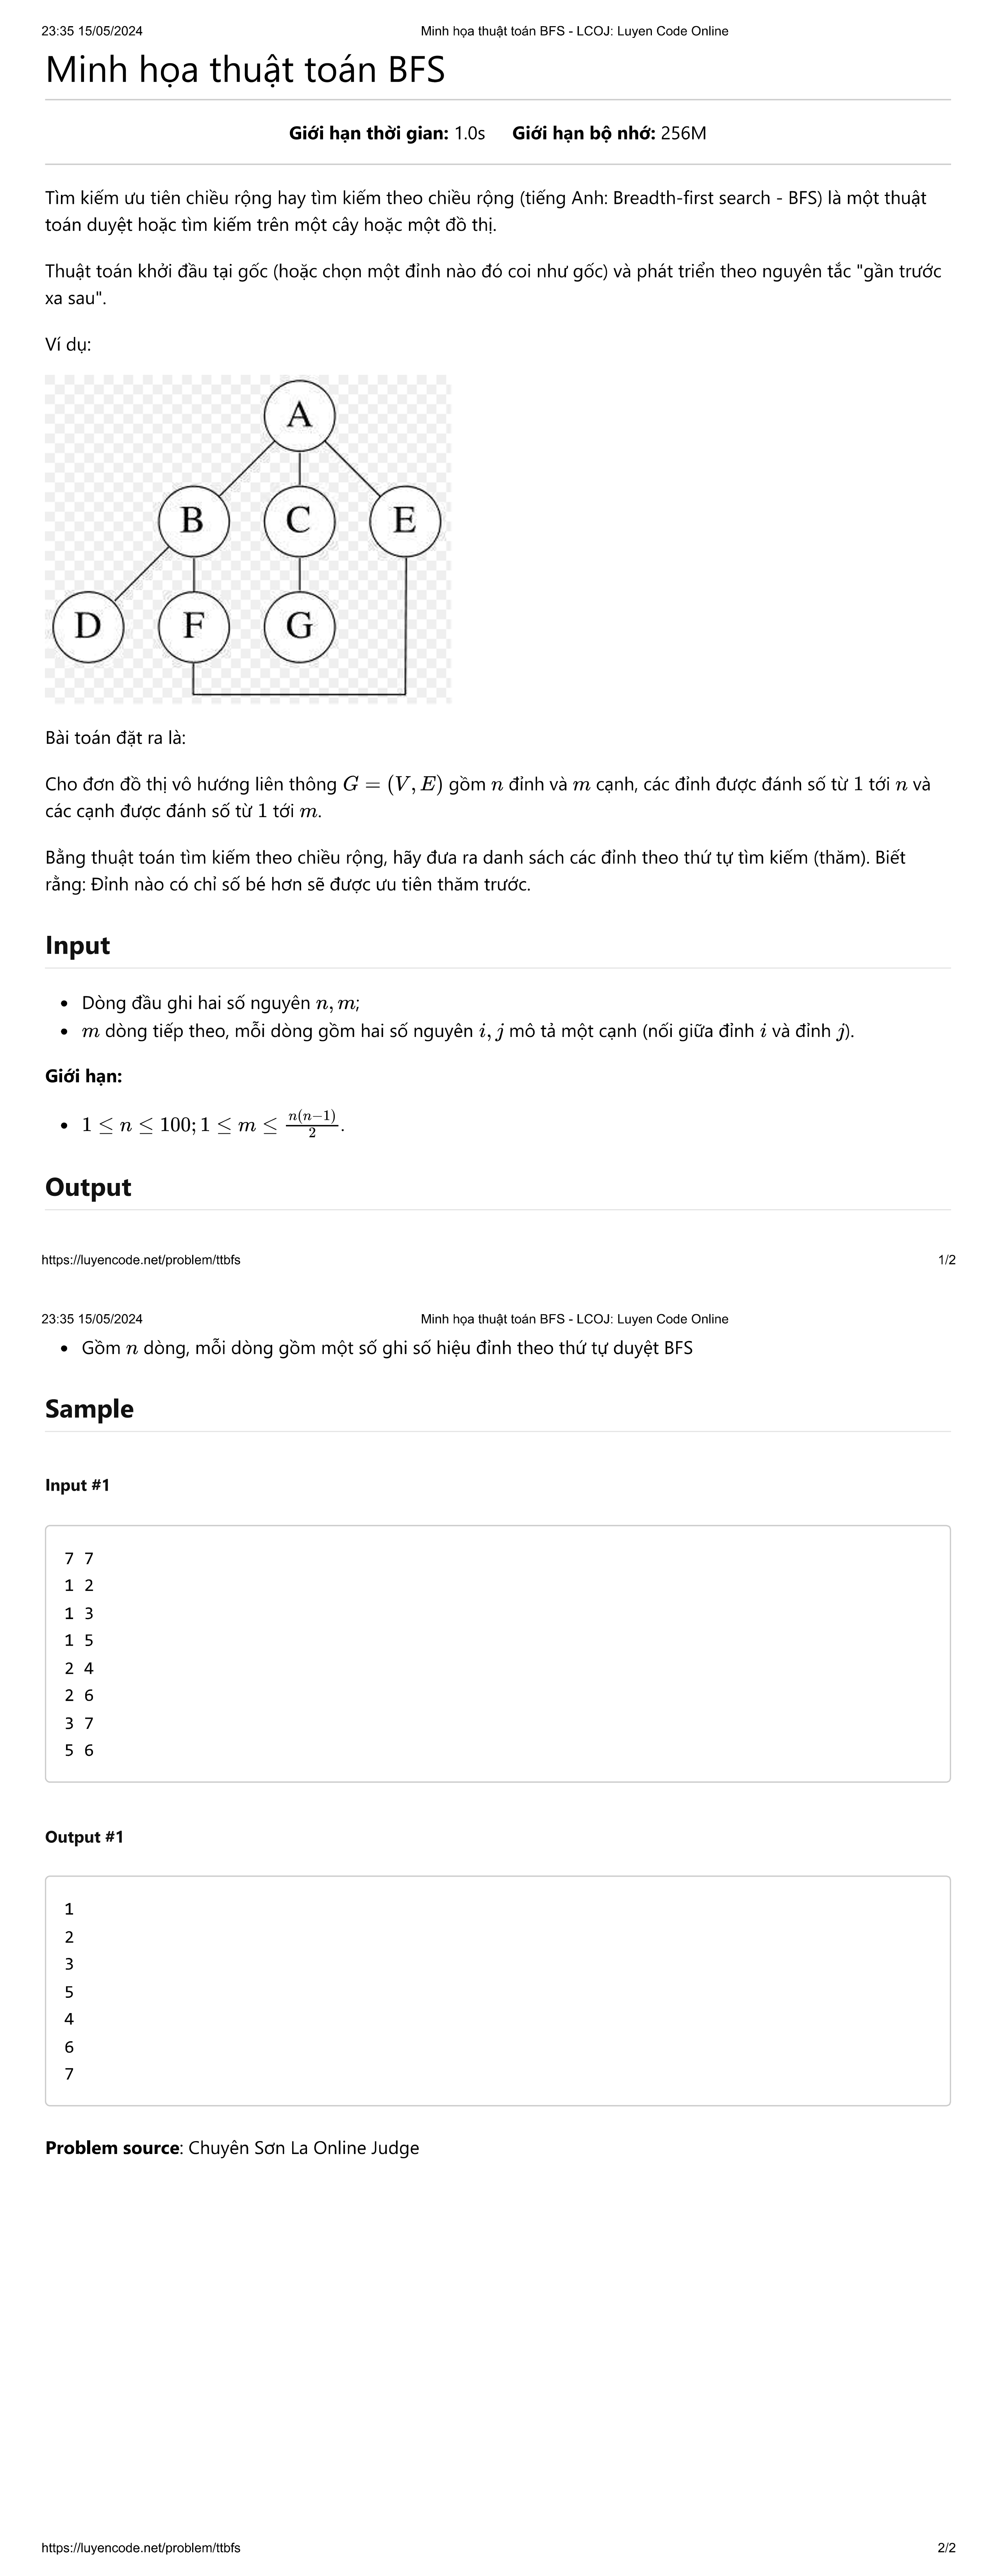 23:35 15/05/2024 Minh họa thuật toán BFS - LCOJ: Luyen Code Online
Minh họa thuật toán BFS
Giới hạn thời gian: 1.0s Giới hạn bộ nhớ: 256M
Tìm kiếm ưu tiên chiều rộng hay tìm kiếm theo chiều rộng (tiếng Anh: Breadth-first search - BFS) là một thuật
toán duyệt hoặc tìm kiếm trên một cây hoặc một đồ thị.
Thuật toán khởi đầu tại gốc (hoặc chọn một đỉnh nào đó coi như gốc) và phát triển theo nguyên tắc "gần trước
xa sau".
Ví dụ:
A
B C E
D F G
Bài toán đặt ra là:
Cho đơn đồ thị vô hướng liên thông G = (V, E) gồm n đỉnh và m cạnh, các đỉnh được đánh số từ 1 tới n và
các cạnh được đánh số từ 1 tới m.
Bằng thuật toán tìm kiếm theo chiều rộng, hãy đưa ra danh sách các đỉnh theo thứ tự tìm kiếm (thăm). Biết
rằng: Đỉnh nào có chỉ số bé hơn sẽ được ưu tiên thăm trước.
Input
• Dòng đầu ghi hai số nguyên n, m;
• m dòng tiếp theo, mỗi dòng gồm hai số nguyên i, j mô tả một cạnh (nối giữa đỉnh i và đỉnh j).
Giới hạn:
• 1 ≤ n ≤ 100; 1 ≤ m ≤ n(n−1)/2.
Output
https://luyencode.net/problem/ttbfs 1/2
23:35 15/05/2024 Minh họa thuật toán BFS - LCOJ: Luyen Code Online
• Gồm n dòng, mỗi dòng gồm một số ghi số hiệu đỉnh theo thứ tự duyệt BFS
Sample
Input #1
7 7
1 2
1 3
1 5
2 4
2 6
3 7
5 6
Output #1
1
2
3
5
4
6
7
Problem source: Chuyên Sơn La Online Judge
https://luyencode.net/problem/ttbfs 2/2